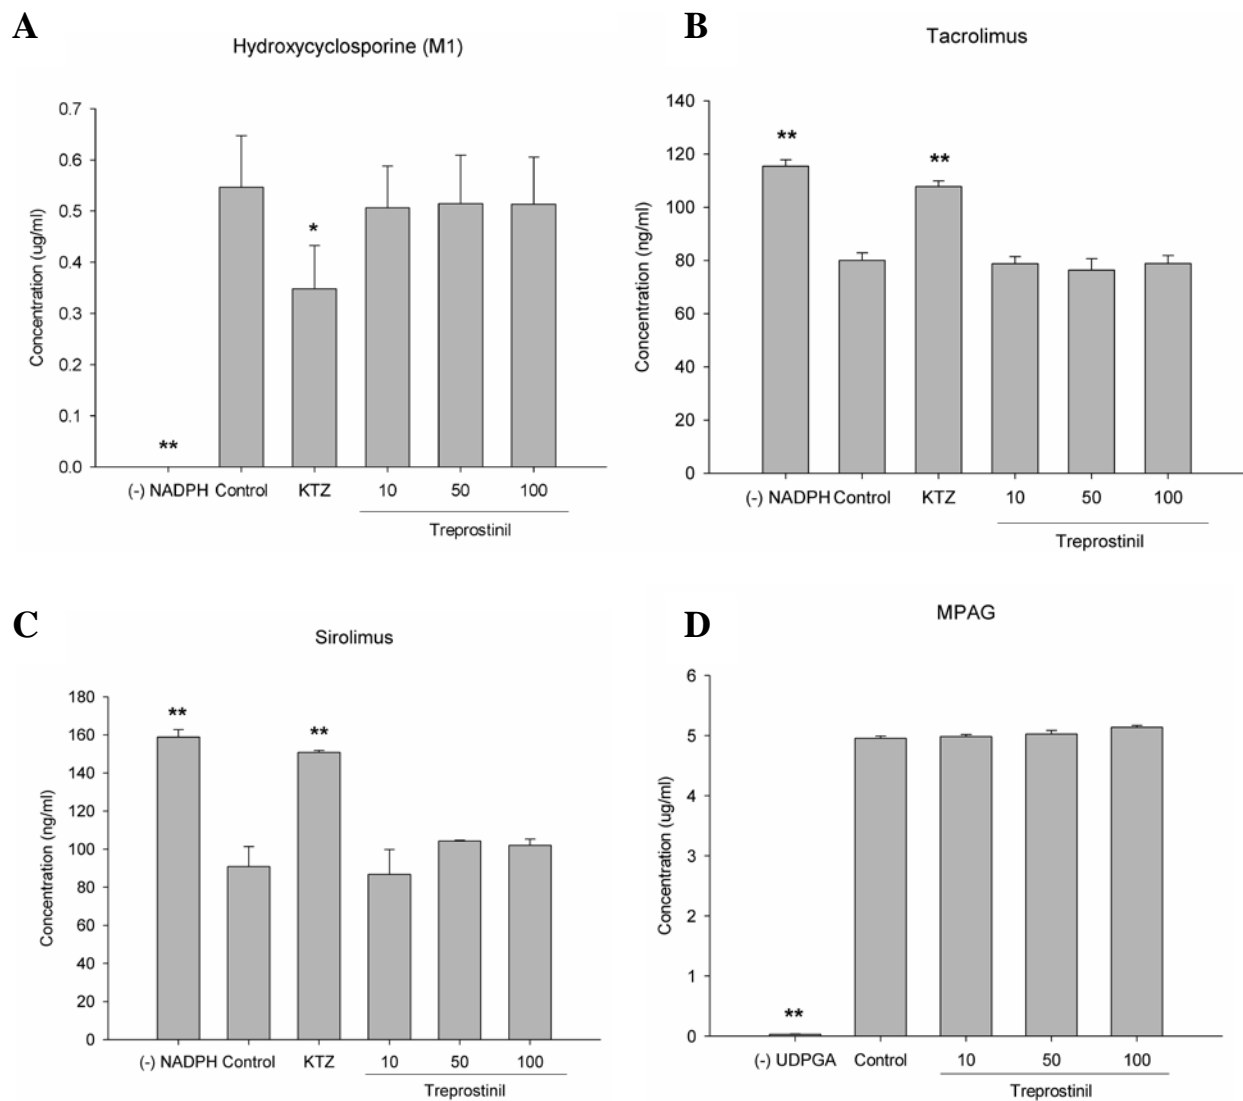 A
Hydroxycyclosporine (M1)
Concentration (ug/ml)
0.7
0.6
0.5
0.4
0.3
0.2
0.1
0.0
**
*
(-) NADPH Control KTZ 10 50 100
Treprostinil
B
Tacrolimus
Concentration (ng/ml)
140
120
100
80
60
40
20
0
**
**
(-) NADPH Control KTZ 10 50 100
Treprostinil
C
Sirolimus
Concentration (ng/ml)
180
160
140
120
100
80
60
40
20
0
**
**
(-) NADPH Control KTZ 10 50 100
Treprostinil
D
MPAG
Concentration (ug/ml)
6
5
4
3
2
1
0
**
(-) UDPGA Control 10 50 100
Treprostinil